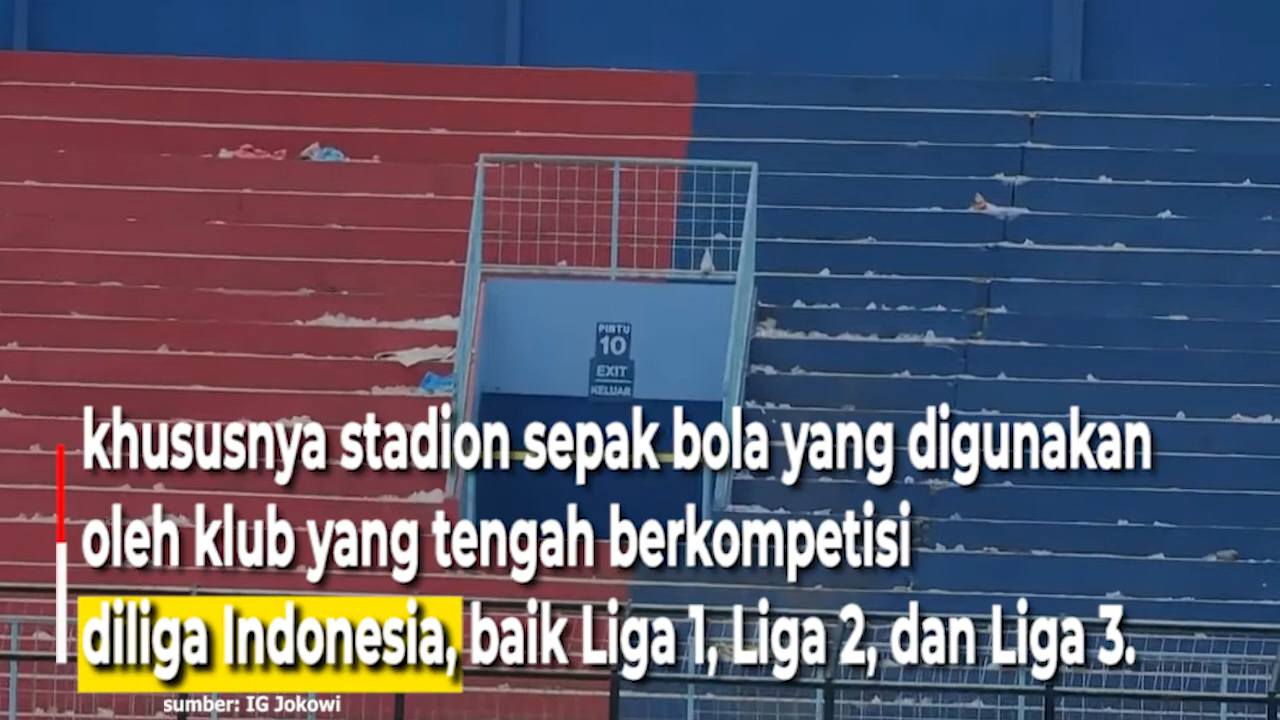 PINTU
10
EXIT
KELUAR
khususnya stadion sepak bola yang digunakan
oleh klub yang tengah berkompetisi
diliga Indonesia, baik Liga 1, Liga 2, dan Liga 3.
sumber: IG Jokowi